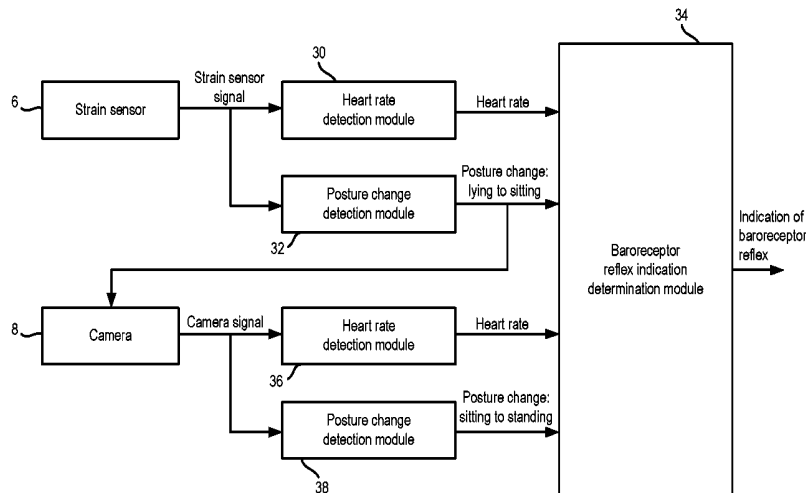 34
30
6
Strain sensor
Strain sensor
signal
Heart rate
detection module
Heart rate
Posture change
detection module
32
Posture change:
lying to sitting
Baroreceptor
reflex indication
determination module
Indication of
baroreceptor
reflex
8
Camera
Camera signal
Heart rate
detection module
36
Heart rate
Posture change
detection module
38
Posture change:
sitting to standing